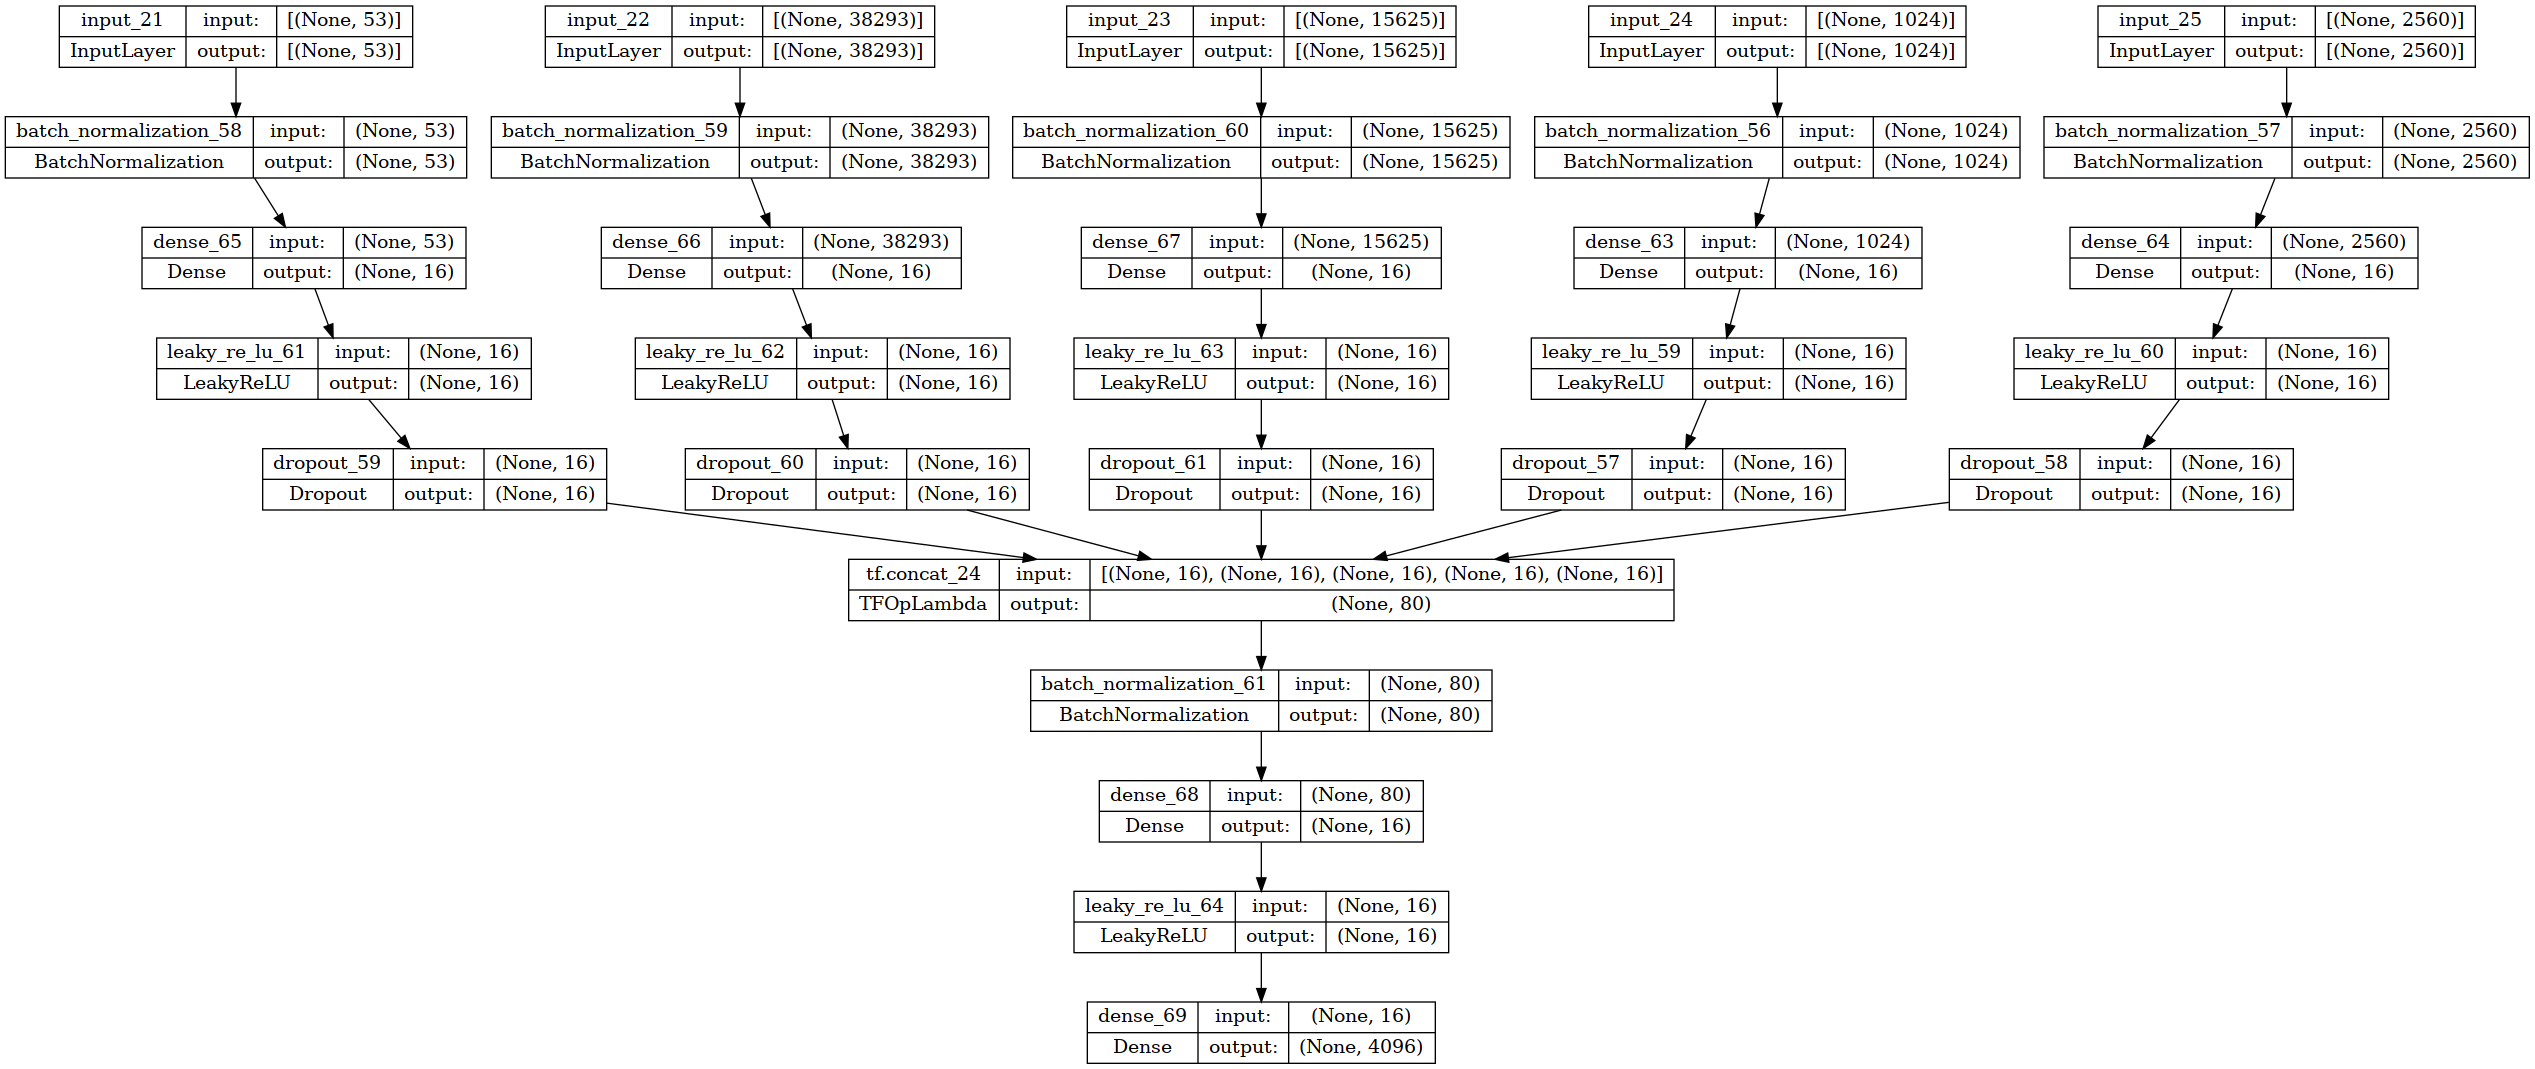 input_21 input: [(None, 53)]
InputLayer output: [(None, 53)]
input_22 input: [(None, 38293)]
InputLayer output: [(None, 38293)]
input_23 input: [(None, 15625)]
InputLayer output: [(None, 15625)]
input_24 input: [(None, 1024)]
InputLayer output: [(None, 1024)]
input_25 input: [(None, 2560)]
InputLayer output: [(None, 2560)]
batch_normalization_58 input: (None, 53)
BatchNormalization output: (None, 53)
batch_normalization_59 input: (None, 38293)
BatchNormalization output: (None, 38293)
batch_normalization_60 input: (None, 15625)
BatchNormalization output: (None, 15625)
batch_normalization_56 input: (None, 1024)
BatchNormalization output: (None, 1024)
batch_normalization_57 input: (None, 2560)
BatchNormalization output: (None, 2560)
dense_65 input: (None, 53)
Dense output: (None, 16)
dense_66 input: (None, 38293)
Dense output: (None, 16)
dense_67 input: (None, 15625)
Dense output: (None, 16)
dense_63 input: (None, 1024)
Dense output: (None, 16)
dense_64 input: (None, 2560)
Dense output: (None, 16)
leaky_re_lu_61 input: (None, 16)
LeakyReLU output: (None, 16)
leaky_re_lu_62 input: (None, 16)
LeakyReLU output: (None, 16)
leaky_re_lu_63 input: (None, 16)
LeakyReLU output: (None, 16)
leaky_re_lu_59 input: (None, 16)
LeakyReLU output: (None, 16)
leaky_re_lu_60 input: (None, 16)
LeakyReLU output: (None, 16)
dropout_59 input: (None, 16)
Dropout output: (None, 16)
dropout_60 input: (None, 16)
Dropout output: (None, 16)
dropout_61 input: (None, 16)
Dropout output: (None, 16)
dropout_57 input: (None, 16)
Dropout output: (None, 16)
dropout_58 input: (None, 16)
Dropout output: (None, 16)
tf.concat_24 input: [(None, 16), (None, 16), (None, 16), (None, 16), (None, 16)]
TFOpLambda output: (None, 80)
batch_normalization_61 input: (None, 80)
BatchNormalization output: (None, 80)
dense_68 input: (None, 80)
Dense output: (None, 16)
leaky_re_lu_64 input: (None, 16)
LeakyReLU output: (None, 16)
dense_69 input: (None, 16)
Dense output: (None, 4096)